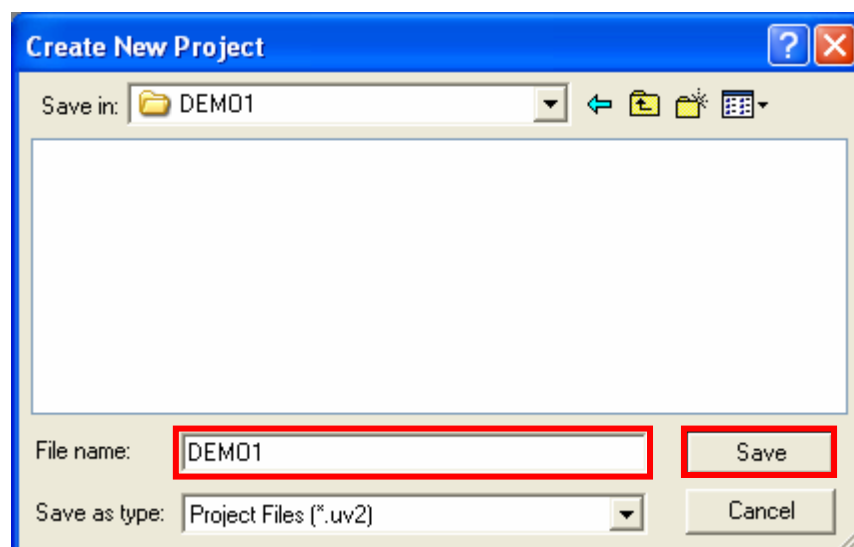 Create New Project
Save in: DEMO1
File name: DEMO1 Save
Save as type: Project Files (*.uv2) Cancel